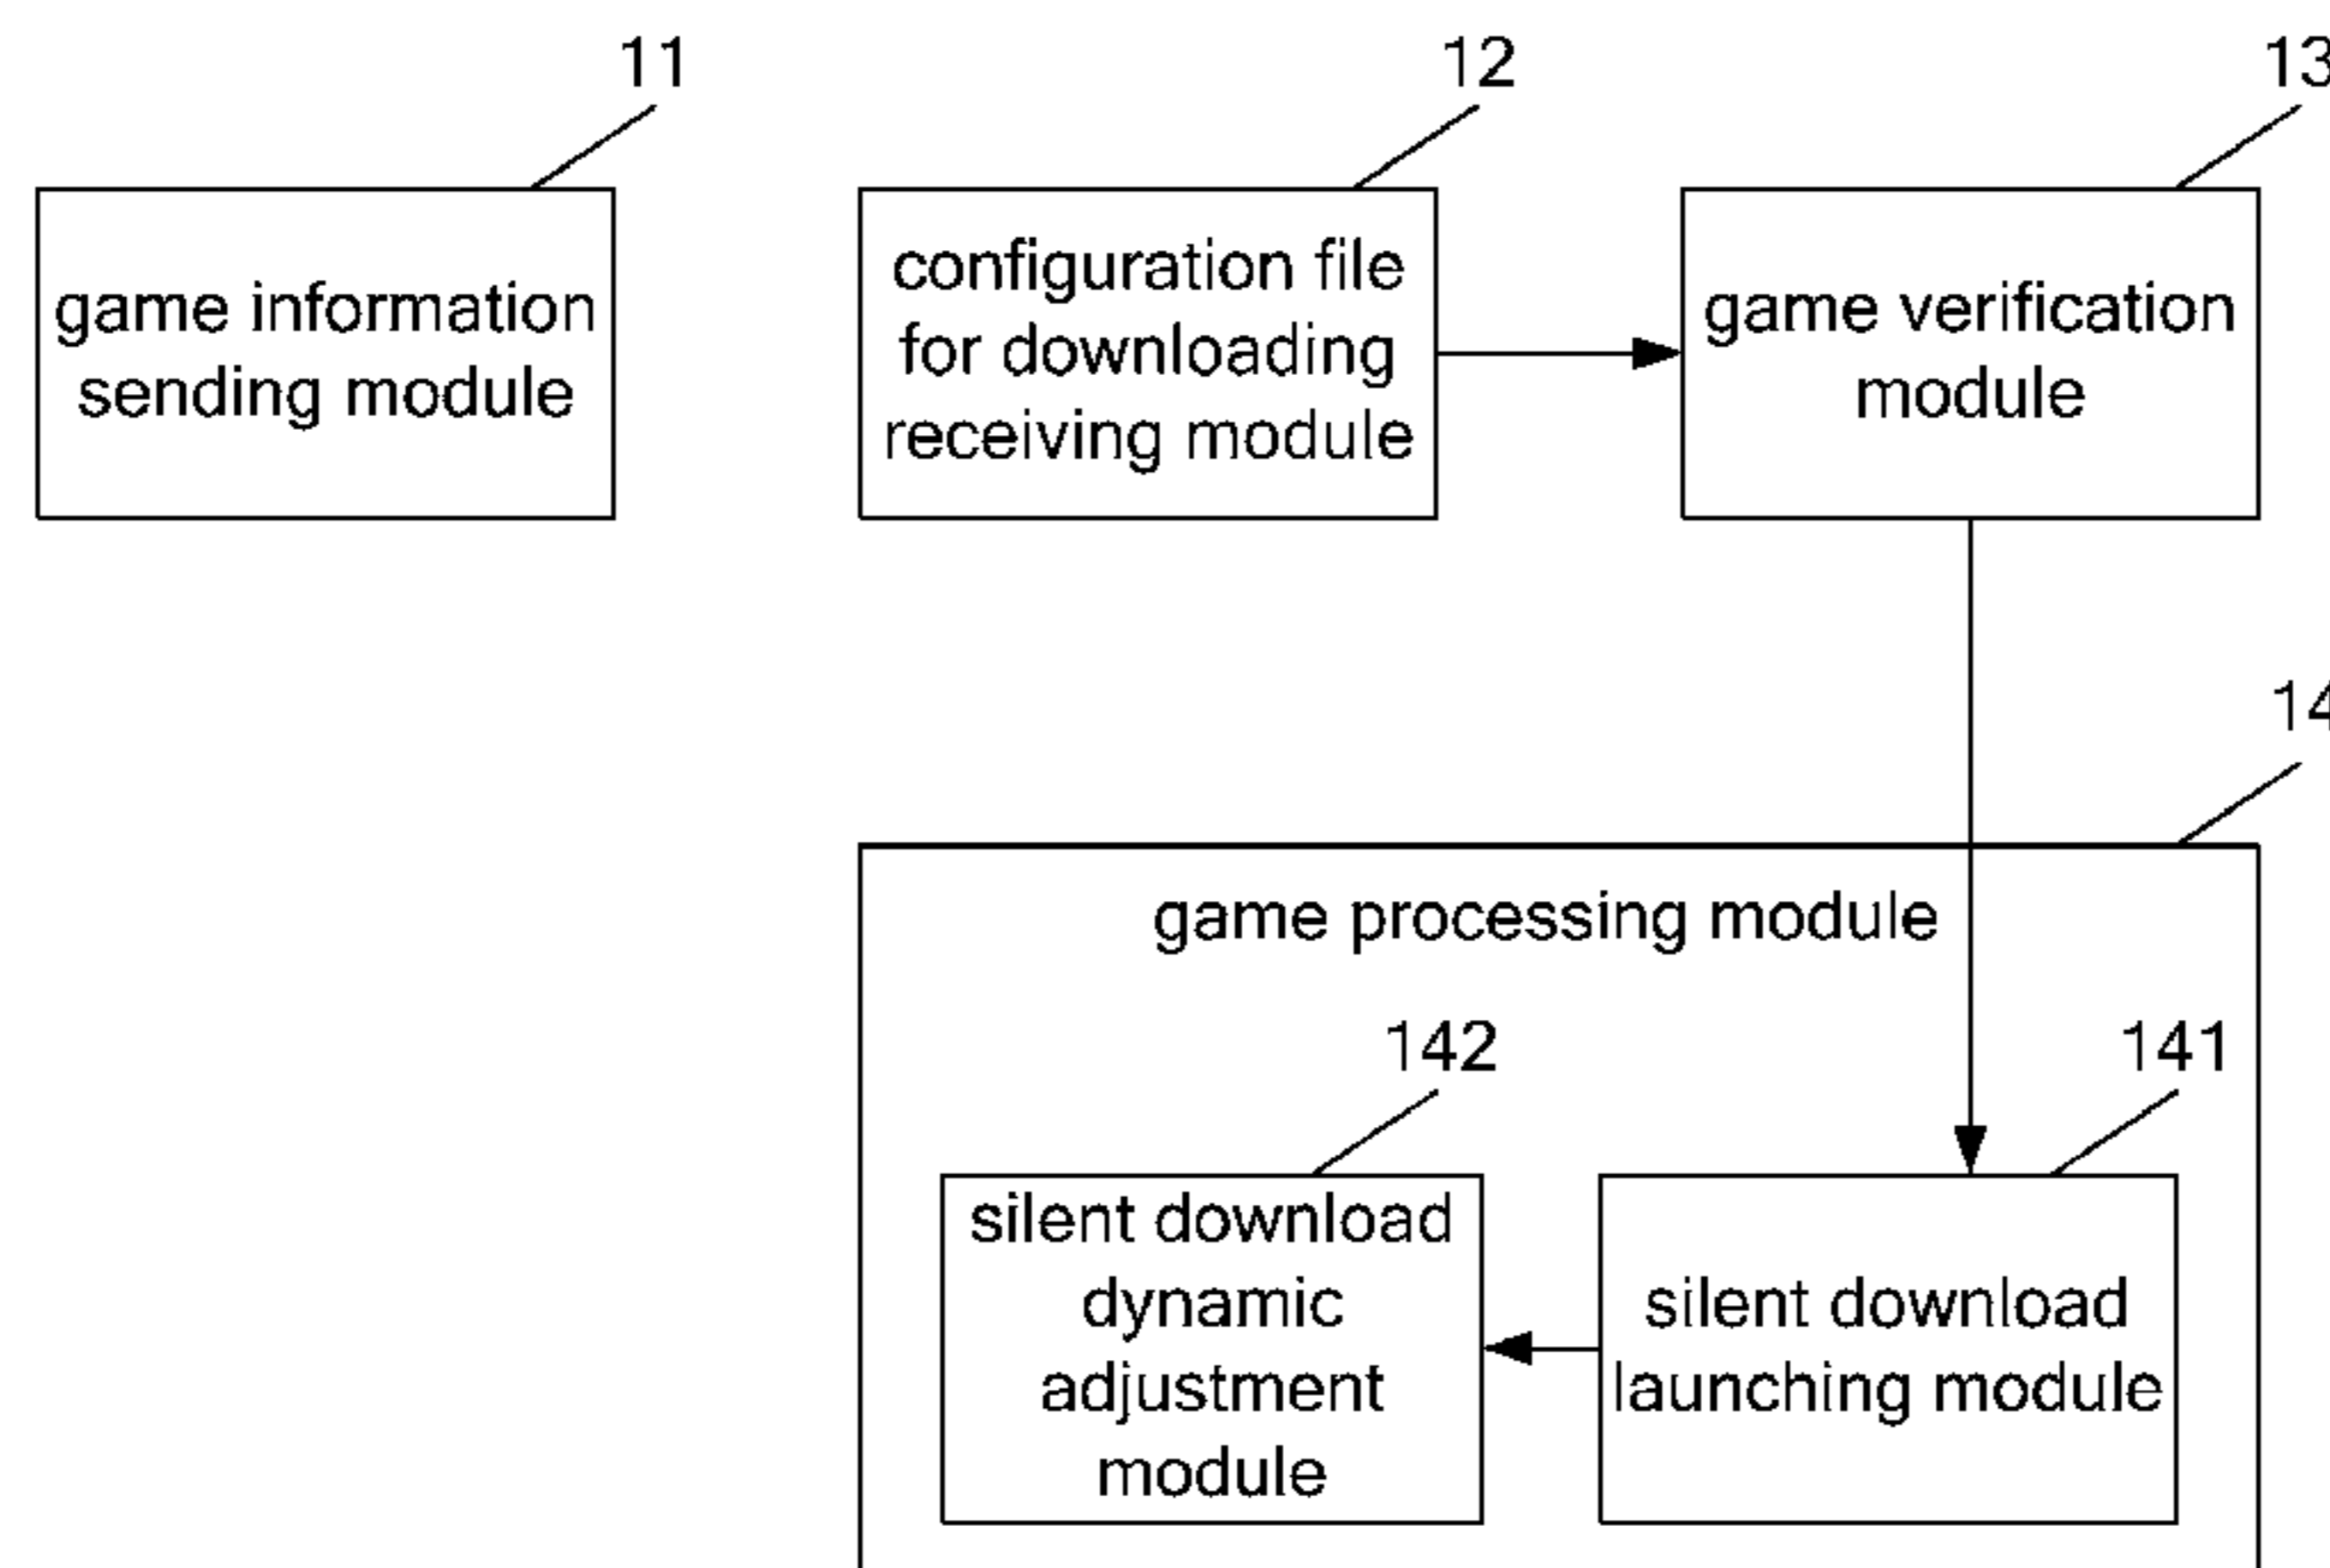 11
12
13
game information
sending module
configuration file
for downloading
receiving module
game verification
module
14
game processing module
142
141
silent download
dynamic
adjustment
module
silent download
launching module